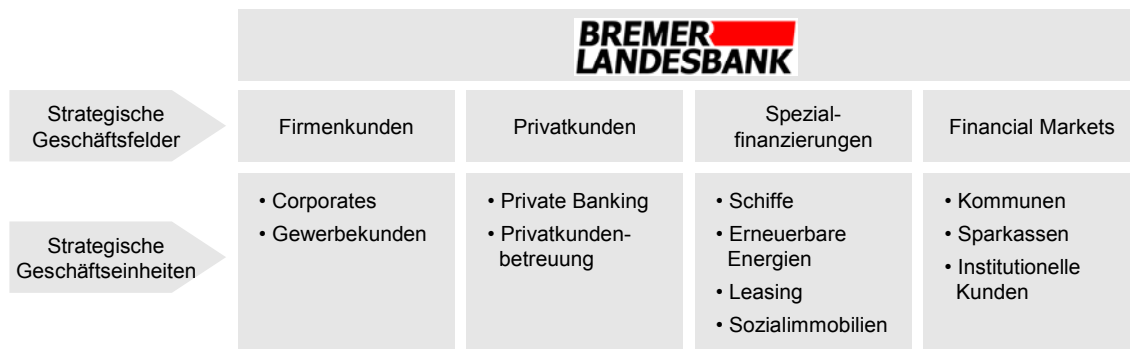 BREMER
LANDESBANK
Strategische
Geschäftsfelder
Firmenkunden
Privatkunden
Spezial-
finanzierungen
Financial Markets
Strategische
Geschäftseinheiten
• Corporates
• Gewerbekunden
• Private Banking
• Privatkunden-
betreuung
• Schiffe
• Erneuerbare
Energien
• Leasing
• Sozialimmobilien
• Kommunen
• Sparkassen
• Institutionelle
Kunden